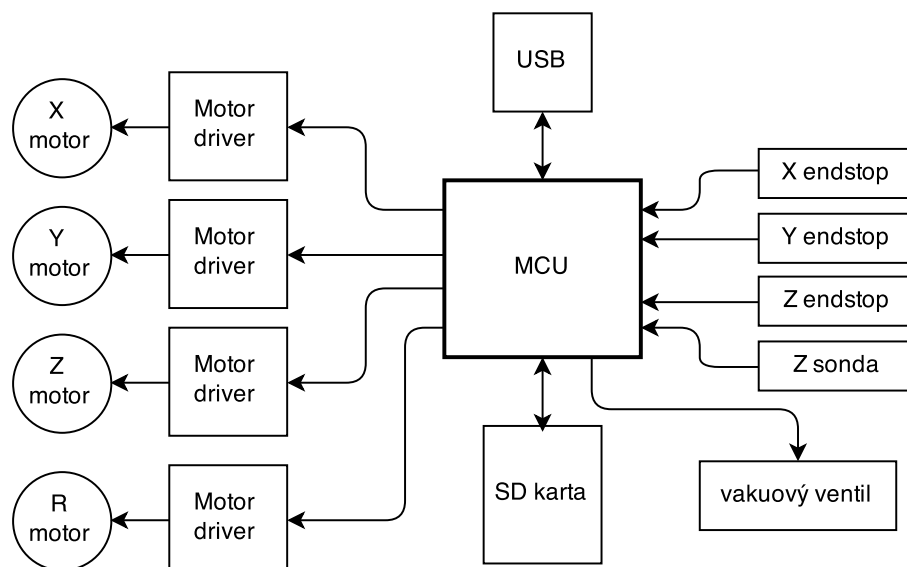 USB
X
motor
Motor
driver
X endstop
Y
motor
Motor
driver
MCU
Y endstop
Z endstop
Z
motor
Motor
driver
Z sonda
R
motor
Motor
driver
SD karta
vakuový ventil